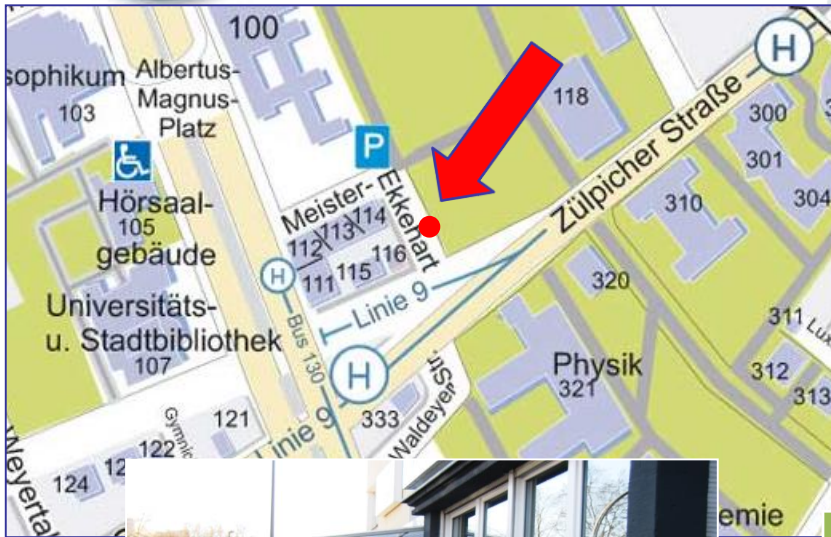 100
sophikum
103
Albertus-
Magnus-
Platz
P
H
118
Zülpicher Straße
300
301
304
310
Hörsaal-
105
gebäude
Meister-
Ekkehart
112
113
114
111
115
116
H
Linie 9
320
Universitäts-
u. Stadtbibliothek
107
Bus 130
H
311
312
313
Physik
321
Str.
Waldeyer
333
121
122
124
Linie 9
Weyertal
emie